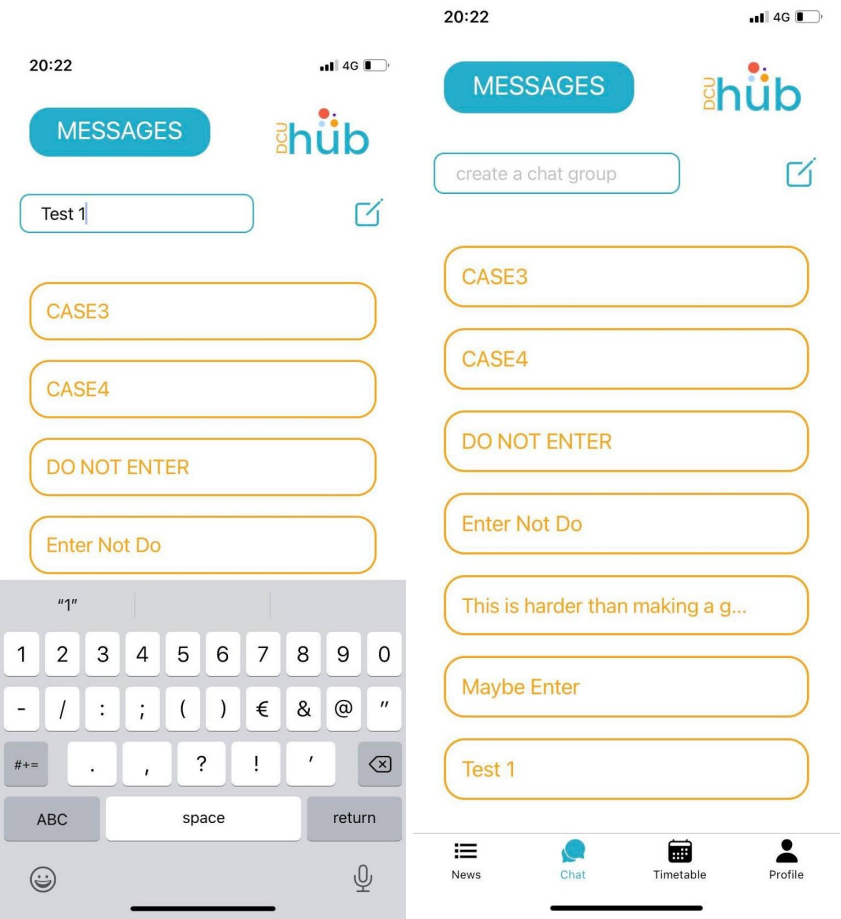 20:22
4G
MESSAGES
DCU
hub
Test 1
CASE3
CASE4
DO NOT ENTER
Enter Not Do
“1”
1 2 3 4 5 6 7 8 9 0
- / : ; ( ) € & @ "
#+= . , ? ! '
ABC space return
20:22
4G
MESSAGES
DCU
hub
create a chat group
CASE3
CASE4
DO NOT ENTER
Enter Not Do
This is harder than making a g...
Maybe Enter
Test 1
News Chat Timetable Profile